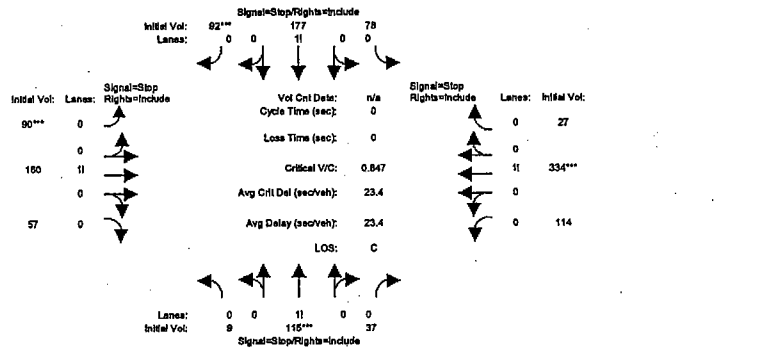 Signal=Stop/Rights=Include
Initial Vol: 92*** 177 78
Lanes: 0 0 1! 0 0
Signal=Stop
Initial Vol: Lanes: Rights=Include
Vol Cnt Date: n/a
Signal=Stop
Rights=Include Lanes: Initial Vol:
Cycle Time (sec): 0
90*** 0
0 27
Loss Time (sec): 0
0
0
160 1!
Critical V/C: 0.847
1! 334***
0
Avg Crit Del (sec/veh): 23.4
0
57 0
Avg Delay (sec/veh): 23.4
0 114
LOS: C
Lanes: 0 0 1! 0 0
Initial Vol: 9 115*** 37
Signal=Stop/Rights=Include